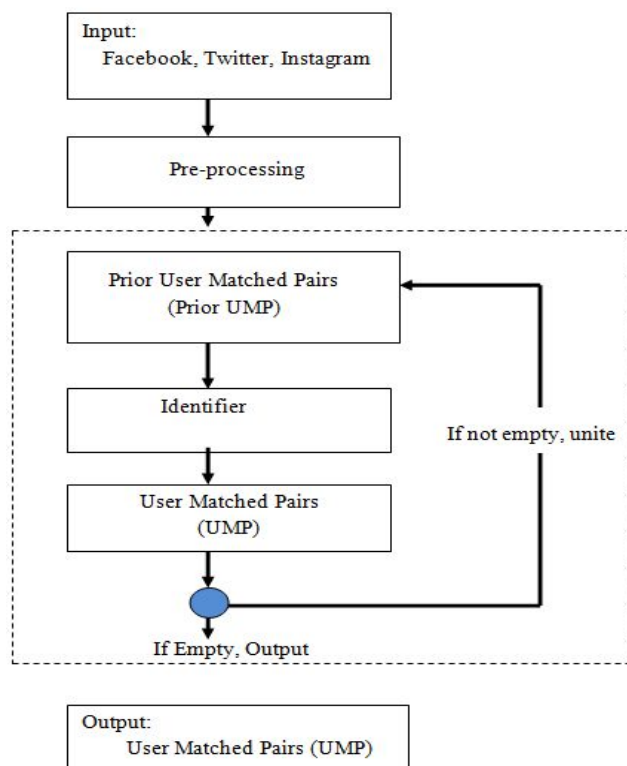 Input:
Facebook, Twitter, Instagram
Pre-processing
Prior User Matched Pairs
(Prior UMP)
Identifier
If not empty, unite
User Matched Pairs
(UMP)
If Empty, Output
Output:
User Matched Pairs (UMP)